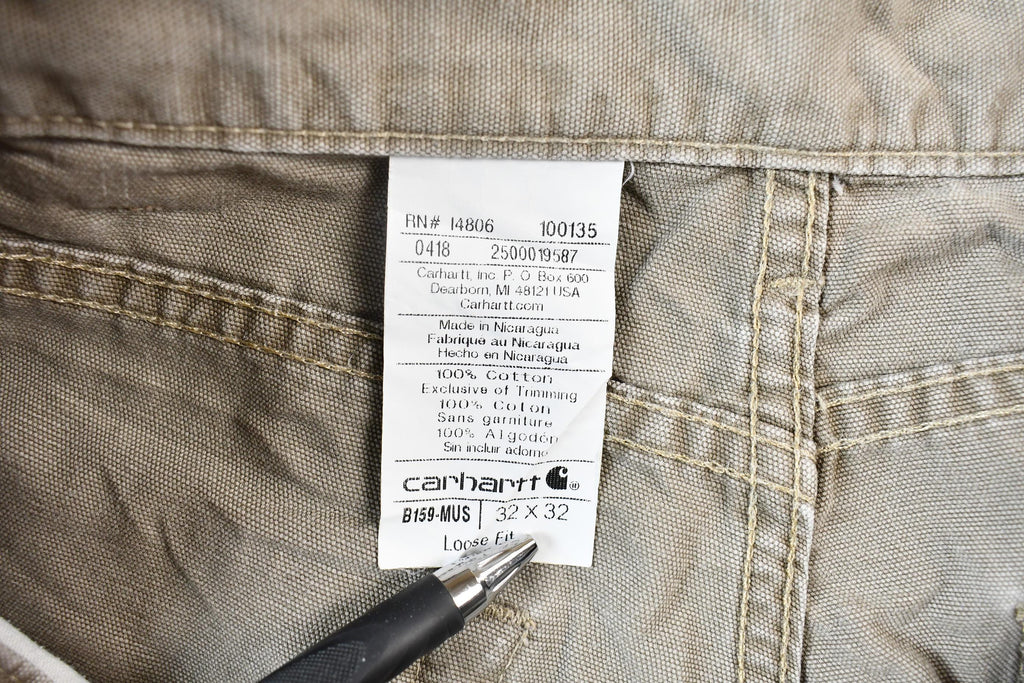 RN# 14806 100135
0418 2500019587
Carhartt, Inc. P. O. Box 600
Dearborn, MI 48121 USA
Carhartt.com
Made in Nicaragua
Fabrique au Nicaragua
Hecho en Nicaragua
100% Cotton
Exclusive of Trimming
100% Coton
Sans garniture
100% Algodón
Sin incluir adorno
carhartt ®
B159-MUS 32 X 32
Loose Fit